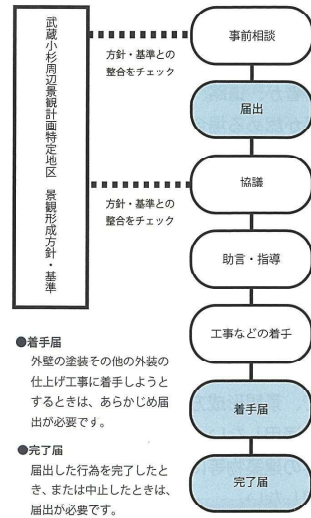 武蔵小杉周辺景観計画特定地区　景観形成方針・基準
方針・基準との
整合をチェック
方針・基準との
整合をチェック
事前相談
届出
協議
助言・指導
工事などの着手
着手届
完了届
●着手届
外壁の塗装その他の外装の
仕上げ工事に着手しようと
するときは、あらかじめ届
出が必要です。
●完了届
届出した行為を完了したと
き、または中止したときは、
届出が必要です。